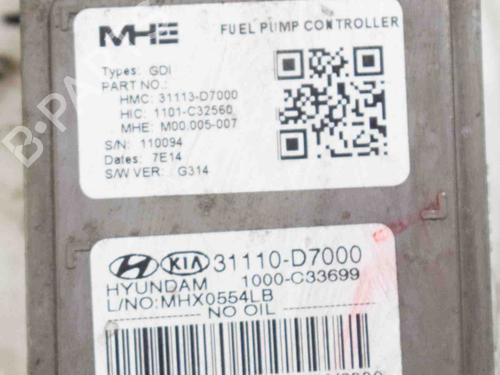 MHE FUEL PUMP CONTROLLER
Types: GDI
PART NO.:
HMC: 31113-D7000
HIC: 1101-C32560
MHE: M00.005-007
S/N: 110094
Dates: 7E14
S/W VER: G314
B-PARTS
KIA 31110-D7000
HYUNDAM 1000-C33699
L/NO:MHX0554LB
NO OIL